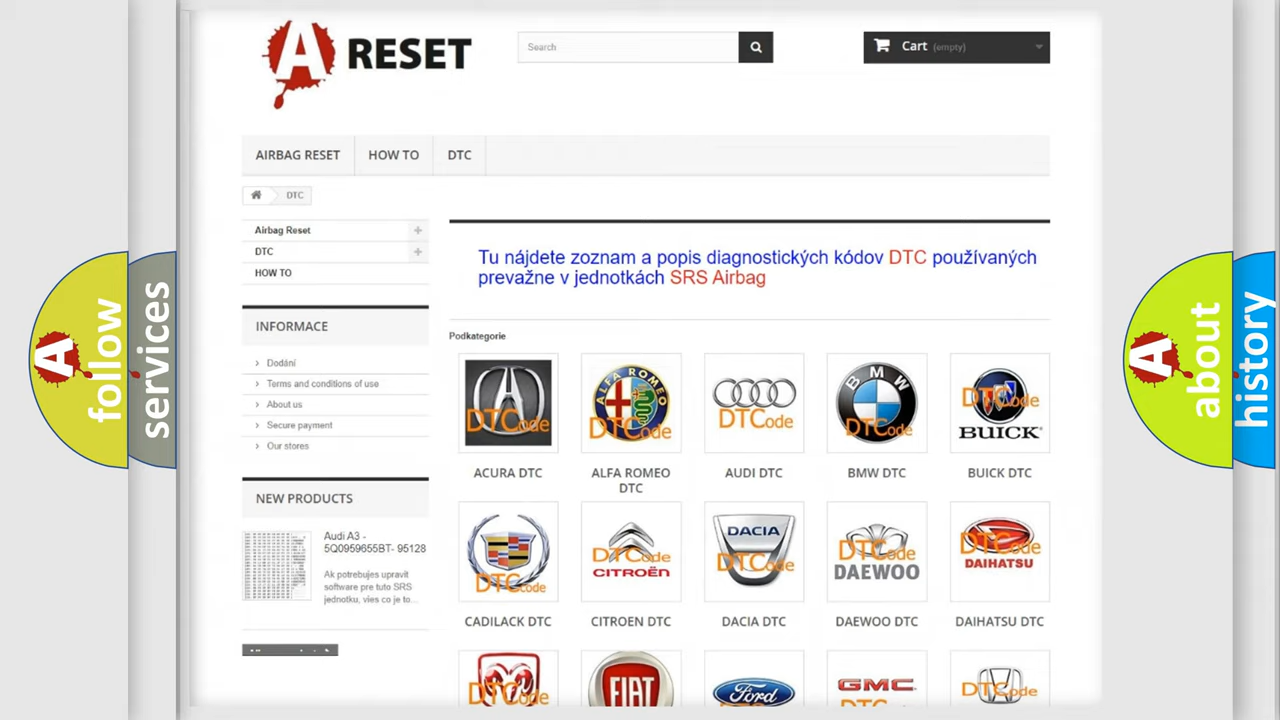 A RESET
Search
Cart (empty)
AIRBAG RESET
HOW TO
DTC
DTC
Airbag Reset
DTC
HOW TO
Tu nájdete zoznam a popis diagnostických kódov DTC používaných
prevažne v jednotkách SRS Airbag
INFORMACE
Dodání
Terms and conditions of use
About us
Secure payment
Our stores
NEW PRODUCTS
Audi A3 -
5Q0959655BT- 95128
Ak potrebujes upravit
software pre tuto SRS
jednotku, vies co je to...
Podkategorie
DTCode
ALFA ROMEO
DTCode
DTCode
BMW
DTCode
DTCode
BUICK
ACURA DTC
ALFA ROMEO
DTC
AUDI DTC
BMW DTC
BUICK DTC
DTCode
DTCode
CITROËN
DACIA
DTCode
DTCode
DAEWOO
DTCode
DAIHATSU
CADILACK DTC
CITROEN DTC
DACIA DTC
DAEWOO DTC
DAIHATSU DTC
DTCode
FIAT
Ford
GMC
DTCode
A follow
services
A about
history